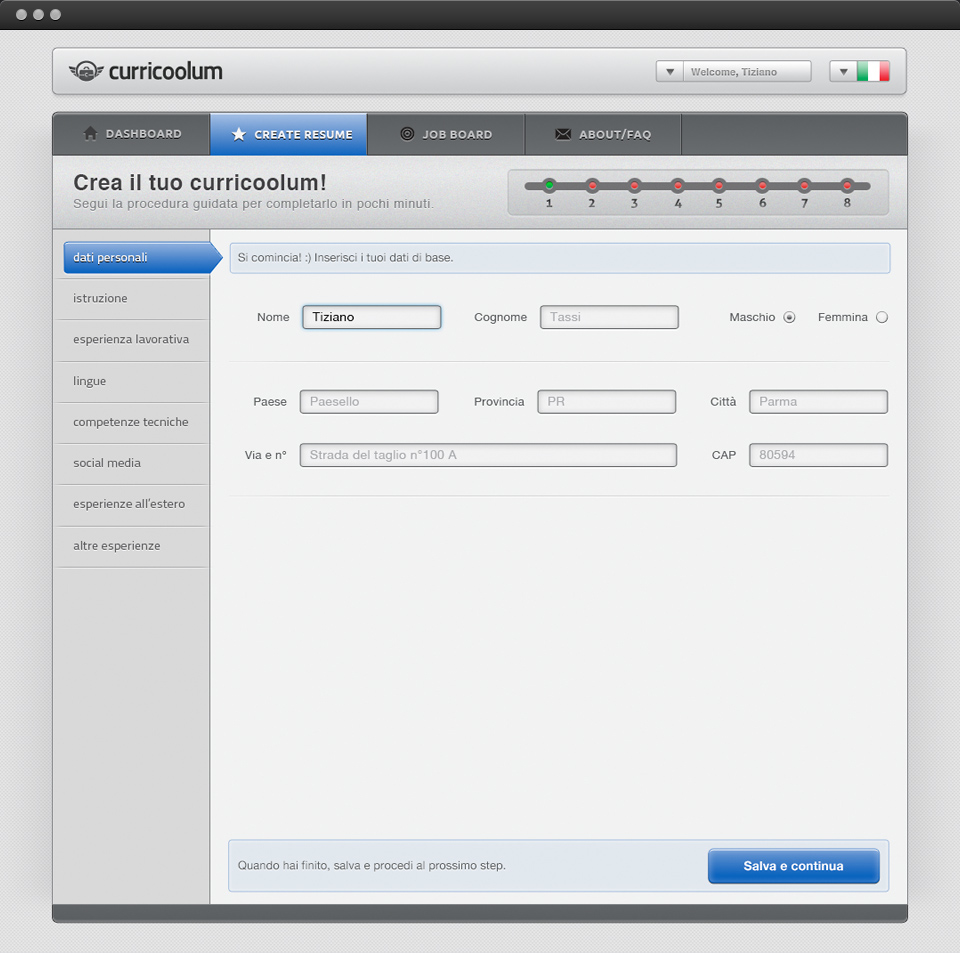 curricoolum
Welcome, Tiziano
DASHBOARD
CREATE RESUME
JOB BOARD
ABOUT/FAQ
Crea il tuo curricoolum!
Segui la procedura guidata per completarlo in pochi minuti.
1 2 3 4 5 6 7 8
dati personali
istruzione
esperienza lavorativa
lingue
competenze tecniche
social media
esperienze all'estero
altre esperienze
Si comincia! :) Inserisci i tuoi dati di base.
Nome Tiziano Cognome Tassi Maschio Femmina
Paese Paesello Provincia PR Città Parma
Via e n° Strada del taglio n°100 A CAP 80594
Quando hai finito, salva e procedi al prossimo step.
Salva e continua